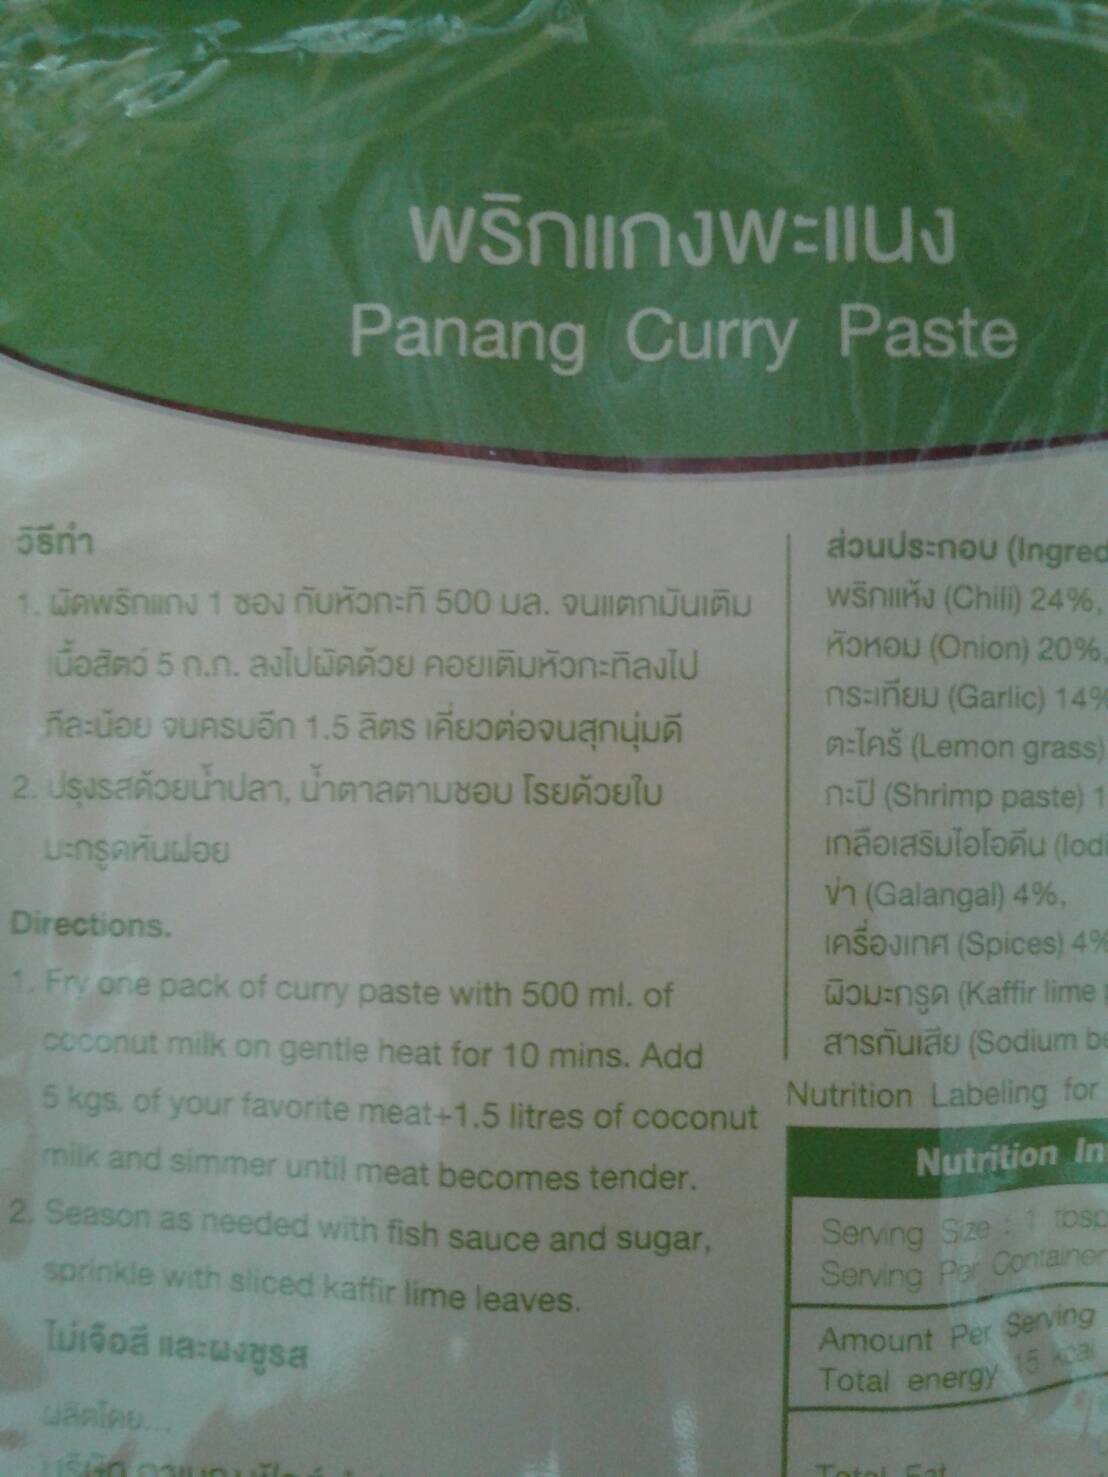 พริกแกงพะแนง
Panang Curry Paste
วิธีทำ
1. ผัดพริกแกง 1 ซอง กับหัวกะทิ 500 มล. จนแตกมันเติม
เนื้อสัตว์ 5 ก.ก. ลงไปผัดด้วย คอยเติมหัวกะทิลงไป
ทีละน้อย จนครบอีก 1.5 ลิตร เคี่ยวต่อจนสุกนุ่มดี
2. ปรุงรสด้วยน้ำปลา, น้ำตาลตามชอบ โรยด้วยใบ
มะกรูดหั่นฝอย
Directions.
1. Fry one pack of curry paste with 500 ml. of
coconut milk on gentle heat for 10 mins. Add
5 kgs. of your favorite meat+1.5 litres of coconut
milk and simmer until meat becomes tender.
2. Season as needed with fish sauce and sugar,
sprinkle with sliced kaffir lime leaves.
ไม่เจือสี และผงชูรส
ผลิตโดย...
ส่วนประกอบ (Ingred
พริกแห้ง (Chili) 24%,
หัวหอม (Onion) 20%,
กระเทียม (Garlic) 14%
ตะไคร้ (Lemon grass)
กะปิ (Shrimp paste) 1
เกลือเสริมไอโอดีน (Iodi
ข่า (Galangal) 4%,
เครื่องเทศ (Spices) 4%
ผิวมะกรูด (Kaffir lime
สารกันเสีย (Sodium be
Nutrition Labeling for
Nutrition In
Serving Size : 1 tbsp
Serving Per Container
Amount Per Serving
Total energy 15 kcal
Total Fat